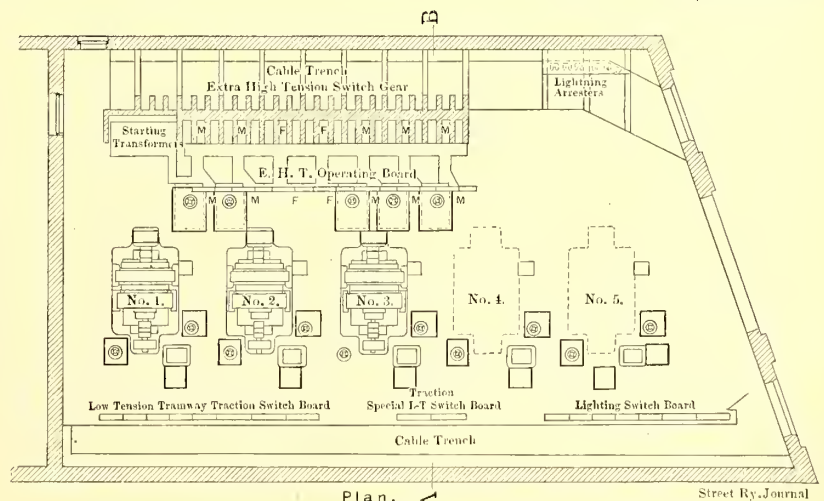 B
Cable Trench
Extra High Tension Switch Gear
Lightning
Arresters
Starting
Transformers
M M F F M M M
E. H. T. Operating Board
M M F F M M M
No. 1. No. 2. No. 3. No. 4. No. 5.
Low Tension Tramway Traction Switch Board
Traction
Special L-T Switch Board
Lighting Switch Board
Cable Trench
Plan.
A
Street Ry. Journal